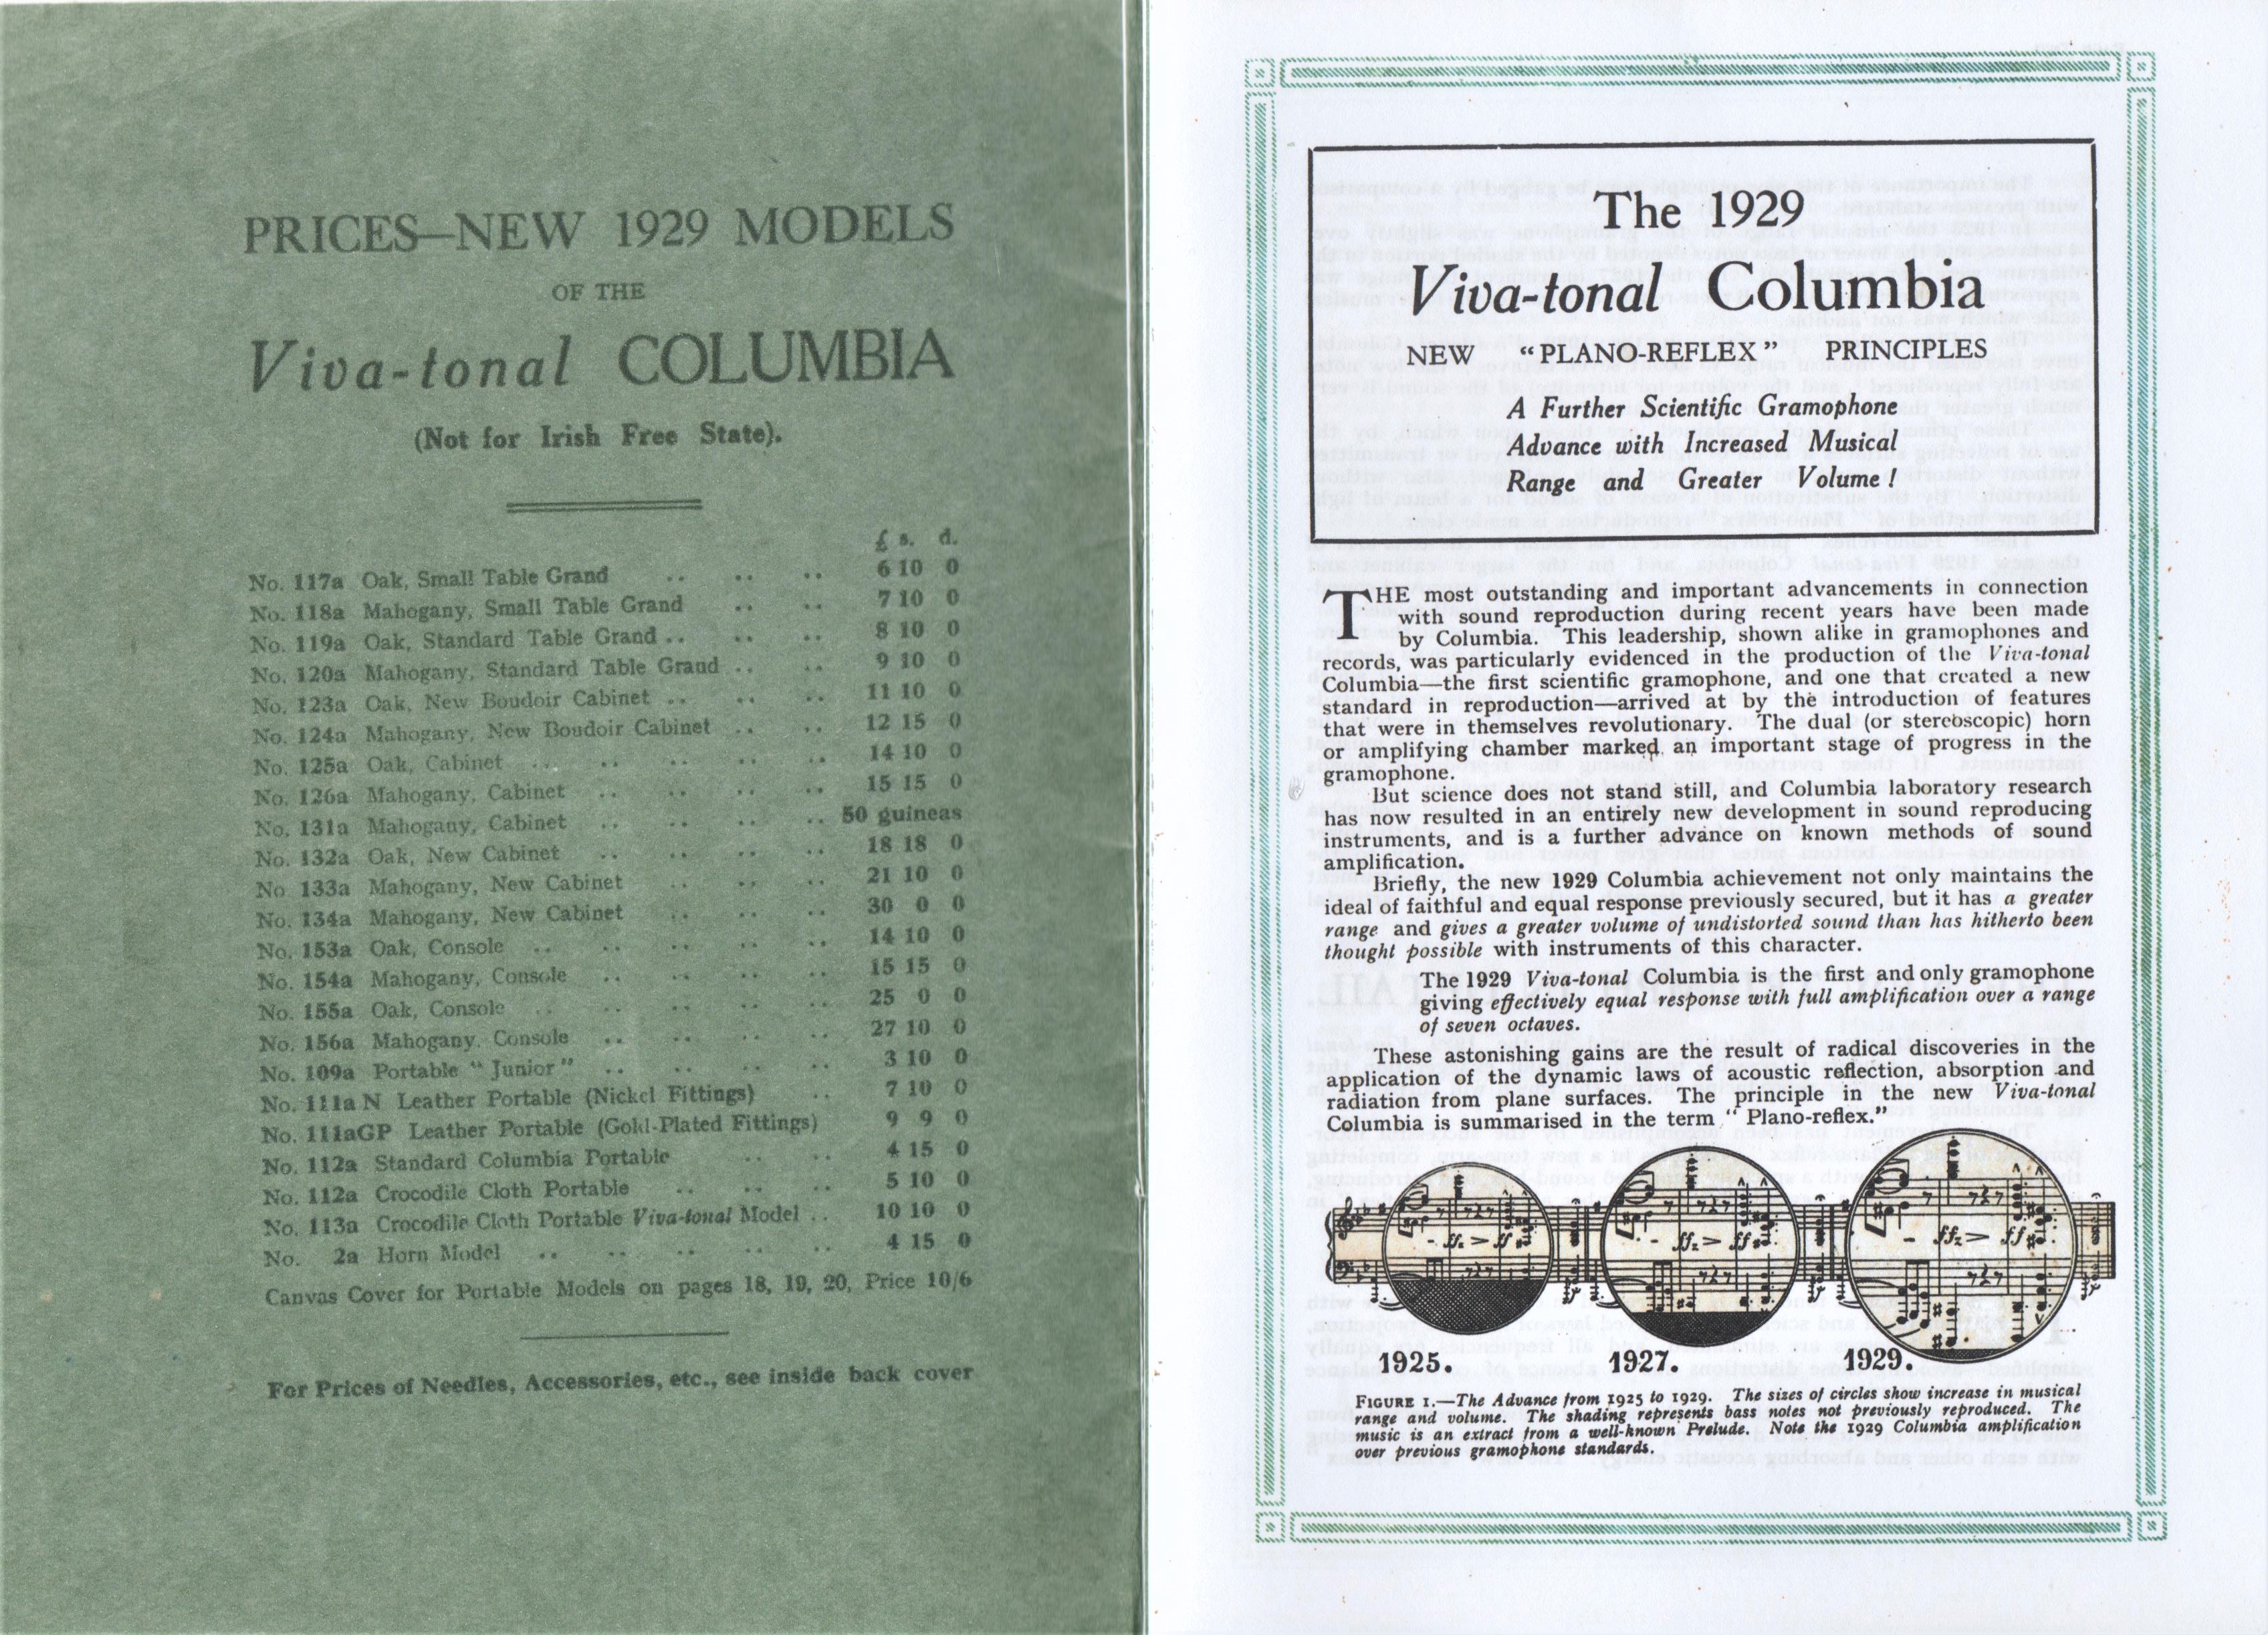 PRICES—NEW 1929 MODELS
OF THE
Viva-tonal COLUMBIA
(Not for Irish Free State).
£ s. d.
No. 117a Oak, Small Table Grand .. .. .. 6 10 0
No. 118a Mahogany, Small Table Grand .. .. 7 10 0
No. 119a Oak, Standard Table Grand .. .. .. 8 10 0
No. 120a Mahogany, Standard Table Graud .. .. 9 10 0
No. 123a Oak, New Boudoir Cabinet .. .. .. 11 10 0
No. 124a Mahogany, New Boudoir Cabinet .. .. 12 15 0
No. 125a Oak, Cabinet .. .. .. .. .. 14 10 0
No. 126a Mahogany, Cabinet .. .. .. .. 15 15 0
No. 131a Mahogany, Cabinet .. .. .. .. 50 guineas
No. 132a Oak, New Cabinet .. .. .. .. 18 18 0
No. 133a Mahogany, New Cabinet .. .. .. 21 10 0
No. 134a Mahogany, New Cabinet .. .. .. 30 0 0
No. 153a Oak, Console .. .. .. .. .. 14 10 0
No. 154a Mahogany, Console .. .. .. .. 15 15 0
No. 155a Oak, Console .. .. .. .. .. 25 0 0
No. 156a Mahogany. Console .. .. .. .. 27 10 0
No. 109a Portable "Junior" .. .. .. .. 3 10 0
No. 111a N Leather Portable (Nickel Fittings) .. 7 10 0
No. 111aGP Leather Portable (Gold-Plated Fittings) 9 9 0
No. 112a Standard Columbia Portable .. .. 4 15 0
No. 112a Crocodile Cloth Portable .. .. .. 5 10 0
No. 113a Crocodile Cloth Portable Viva-tonal Model .. 10 10 0
No. 2a Horn Model .. .. .. .. .. 4 15 0
Canvas Cover for Portable Models on pages 18, 19, 20, Price 10/6
For Prices of Needles, Accessories, etc., see inside back cover
The 1929
Viva-tonal Columbia
NEW "PLANO-REFLEX" PRINCIPLES
A Further Scientific Gramophone
Advance with Increased Musical
Range and Greater Volume!
THE most outstanding and important advancements in connection
with sound reproduction during recent years have been made
by Columbia. This leadership, shown alike in gramophones and
records, was particularly evidenced in the production of the Viva-tonal
Columbia—the first scientific gramophone, and one that created a new
standard in reproduction—arrived at by the introduction of features
that were in themselves revolutionary. The dual (or stereoscopic) horn
or amplifying chamber marked an important stage of progress in the
gramophone.
But science does not stand still, and Columbia laboratory research
has now resulted in an entirely new development in sound reproducing
instruments, and is a further advance on known methods of sound
amplification.
Briefly, the new 1929 Columbia achievement not only maintains the
ideal of faithful and equal response previously secured, but it has a greater
range and gives a greater volume of undistorted sound than has hitherto been
thought possible with instruments of this character.
The 1929 Viva-tonal Columbia is the first and only gramophone
giving effectively equal response with full amplification over a range
of seven octaves.
These astonishing gains are the result of radical discoveries in the
application of the dynamic laws of acoustic reflection, absorption and
radiation from plane surfaces. The principle in the new Viva-tonal
Columbia is summarised in the term "Plano-reflex."
ffz > ff ffz > ff ffz > ff
1925. 1927. 1929.
FIGURE 1.—The Advance from 1925 to 1929. The sizes of circles show increase in musical
range and volume. The shading represents bass notes not previously reproduced. The
music is an extract from a well-known Prelude. Note the 1929 Columbia amplification
over previous gramophone standards.